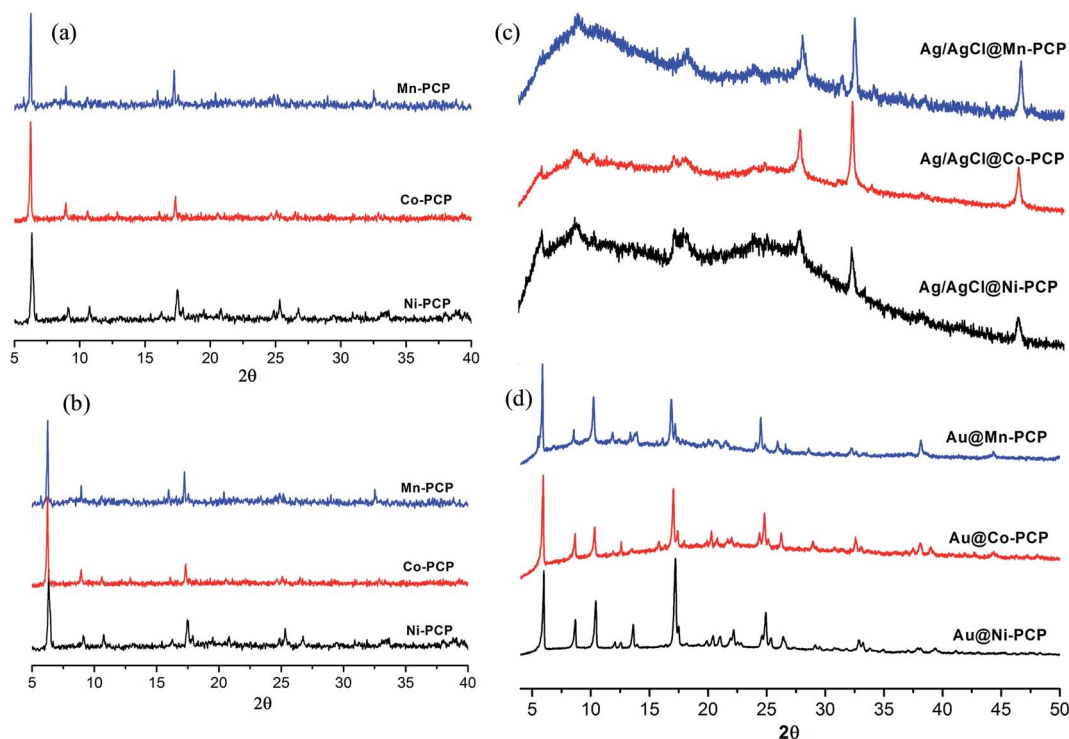 (a)
Mn-PCP
Co-PCP
Ni-PCP
5 10 15 20 25 30 35 40
2θ
(b)
Mn-PCP
Co-PCP
Ni-PCP
5 10 15 20 25 30 35 40
2θ
(c)
Ag/AgCl@Mn-PCP
Ag/AgCl@Co-PCP
Ag/AgCl@Ni-PCP
(d)
Au@Mn-PCP
Au@Co-PCP
Au@Ni-PCP
5 10 15 20 25 30 35 40 45 50
2θ